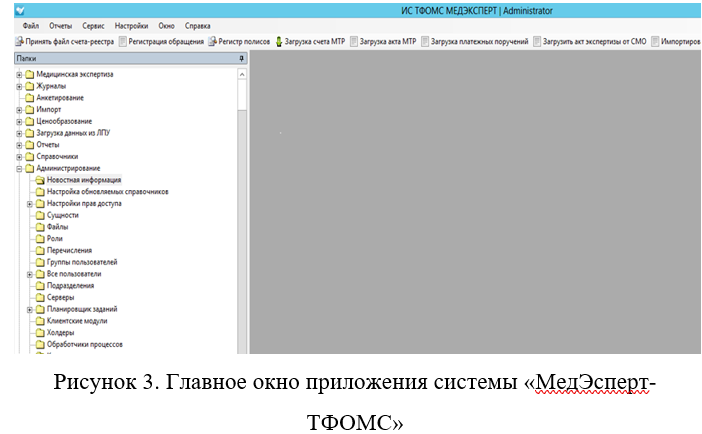 ИС ТФОМС МЕДЭКСПЕРТ | Administrator
Файл Отчеты Сервис Настройки Окно Справка
Принять файл счета-реестра Регистрация обращения Регистр полисов Загрузка счета МТР Загрузка акта МТР Загрузка платежных поручений Загрузить акт экспертизы от СМО Импортиров
Папки
Медицинская экспертиза
Журналы
Анкетирование
Импорт
Ценообразование
Загрузка данных из ЛПУ
Отчеты
Справочники
Администрирование
Новостная информация
Настройка обновляемых справочников
Настройки прав доступа
Сущности
Файлы
Роли
Перечисления
Группы пользователей
Все пользователи
Подразделения
Серверы
Планировщик заданий
Клиентские модули
Холдеры
Обработчики процессов
Рисунок 3. Главное окно приложения системы «МедЭсперт-
ТФОМС»